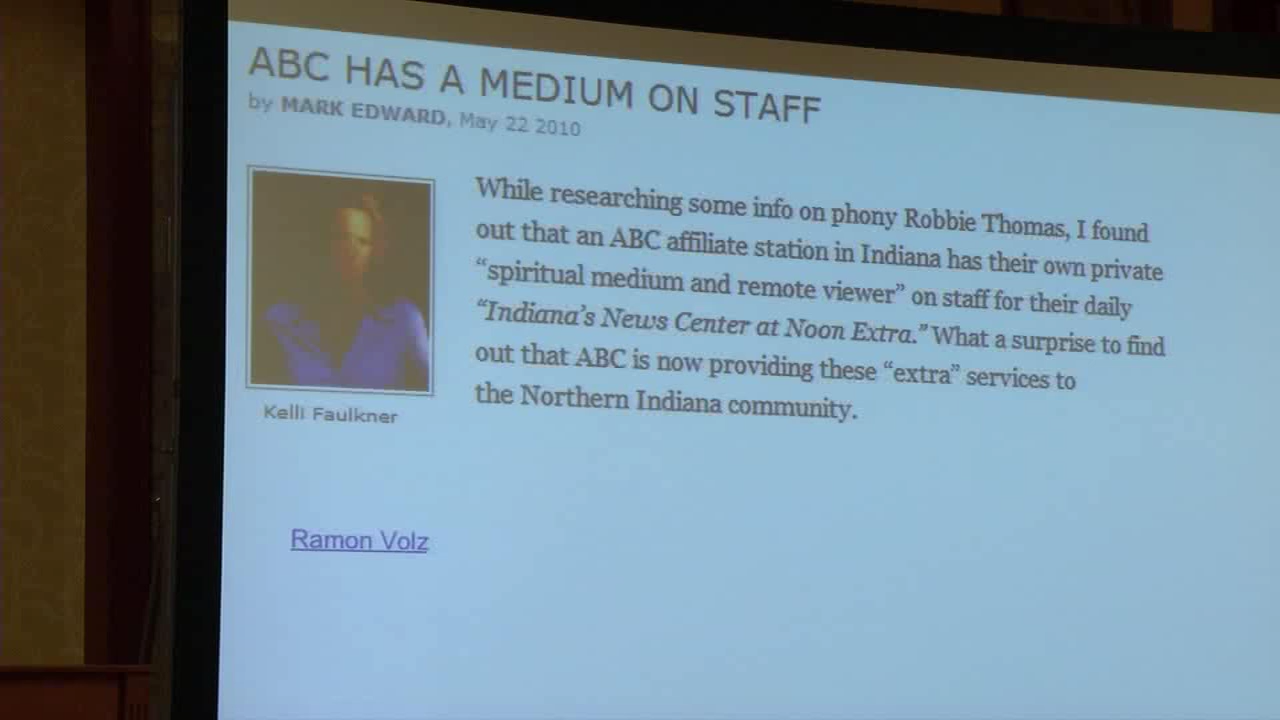 ABC HAS A MEDIUM ON STAFF
by MARK EDWARD, May 22 2010
While researching some info on phony Robbie Thomas, I found
out that an ABC affiliate station in Indiana has their own private
“spiritual medium and remote viewer” on staff for their daily
“Indiana’s News Center at Noon Extra.” What a surprise to find
out that ABC is now providing these “extra” services to
the Northern Indiana community.
Kelli Faulkner
Ramon Volz